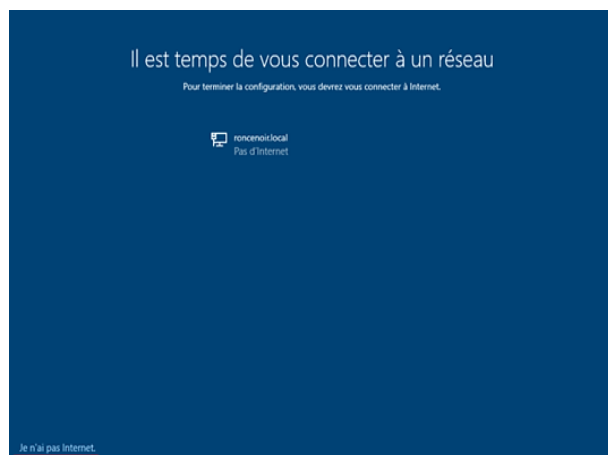 Il est temps de vous connecter à un réseau
Pour terminer la configuration, vous devrez vous connecter à Internet.
roncenoir.local
Pas d'Internet
Je n'ai pas Internet.